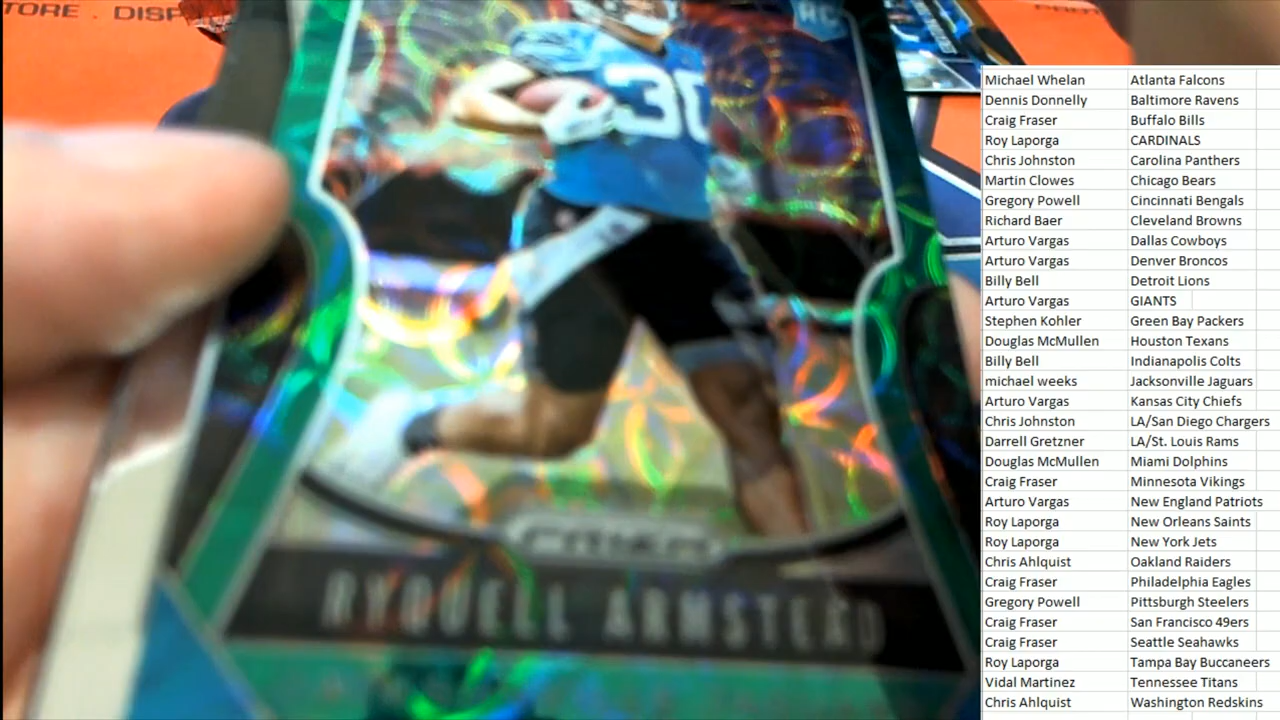 TORE DISP
RC
30
PRIZM
RYQUELL ARMSTEAD
Michael Whelan Atlanta Falcons
Dennis Donnelly Baltimore Ravens
Craig Fraser Buffalo Bills
Roy Laporga CARDINALS
Chris Johnston Carolina Panthers
Martin Clowes Chicago Bears
Gregory Powell Cincinnati Bengals
Richard Baer Cleveland Browns
Arturo Vargas Dallas Cowboys
Arturo Vargas Denver Broncos
Billy Bell Detroit Lions
Arturo Vargas GIANTS
Stephen Kohler Green Bay Packers
Douglas McMullen Houston Texans
Billy Bell Indianapolis Colts
michael weeks Jacksonville Jaguars
Arturo Vargas Kansas City Chiefs
Chris Johnston LA/San Diego Chargers
Darrell Gretzner LA/St. Louis Rams
Douglas McMullen Miami Dolphins
Craig Fraser Minnesota Vikings
Arturo Vargas New England Patriots
Roy Laporga New Orleans Saints
Roy Laporga New York Jets
Chris Ahlquist Oakland Raiders
Craig Fraser Philadelphia Eagles
Gregory Powell Pittsburgh Steelers
Craig Fraser San Francisco 49ers
Craig Fraser Seattle Seahawks
Roy Laporga Tampa Bay Buccaneers
Vidal Martinez Tennessee Titans
Chris Ahlquist Washington Redskins